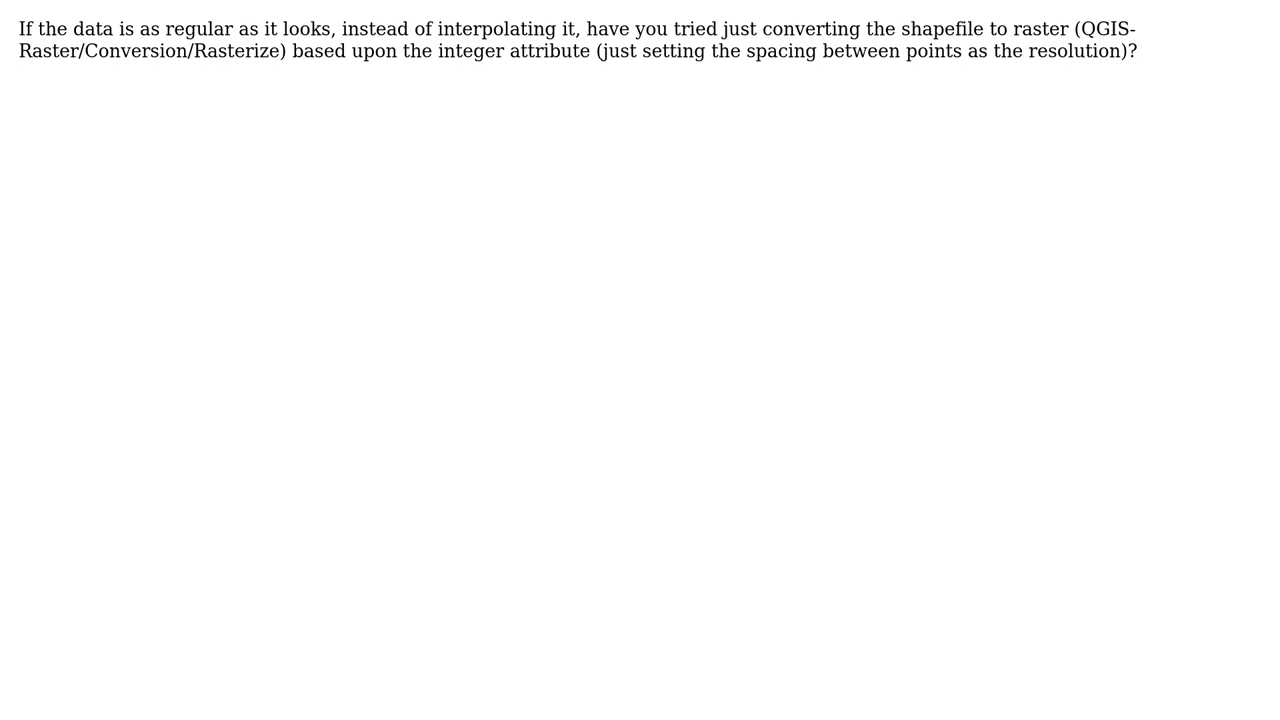 If the data is as regular as it looks, instead of interpolating it, have you tried just converting the shapefile to raster (QGIS-
Raster/Conversion/Rasterize) based upon the integer attribute (just setting the spacing between points as the resolution)?